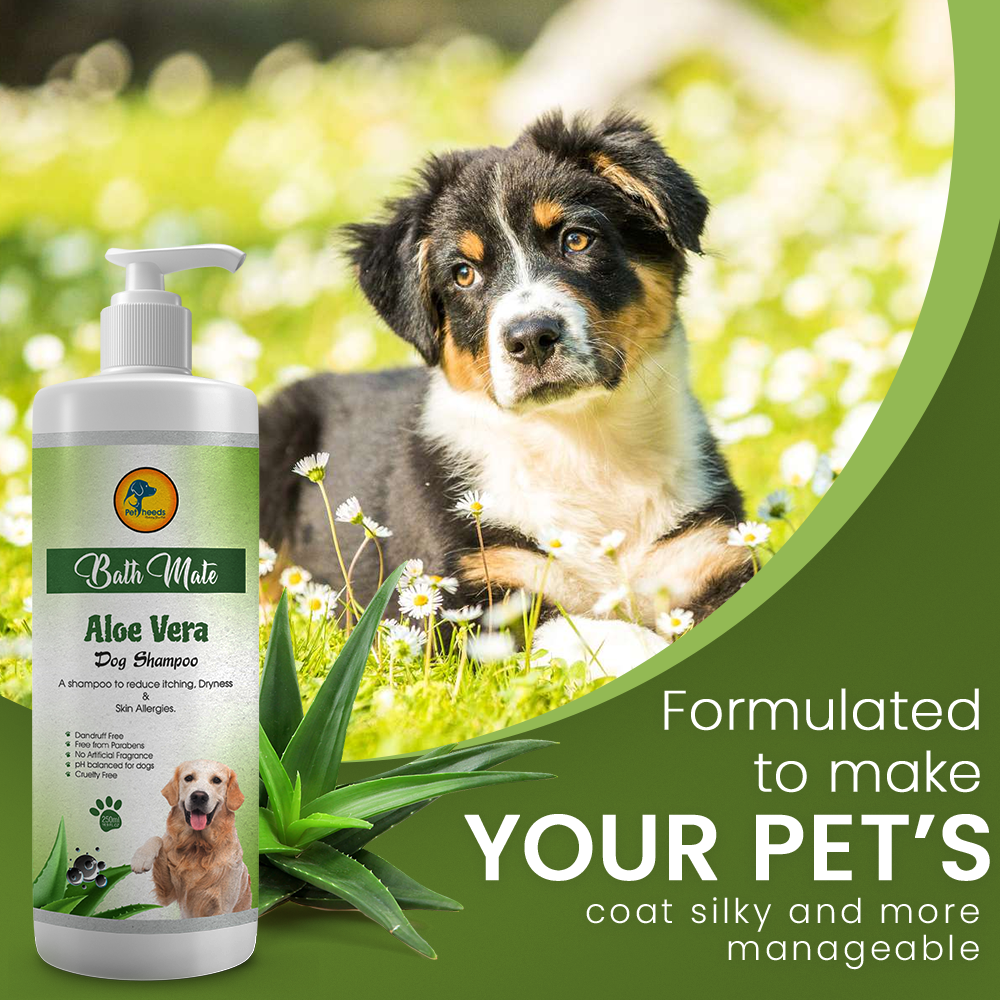 Pet needs
Bath Mate
Aloe Vera
Dog Shampoo
A shampoo to reduce itching, Dryness
&
Skin Allergies.
Dandruff Free
Free from Parabens
No Artificial Fragrance
pH balanced for dogs
Cruelty Free
250ml
Formulated
to make
YOUR PET'S
coat silky and more
manageable